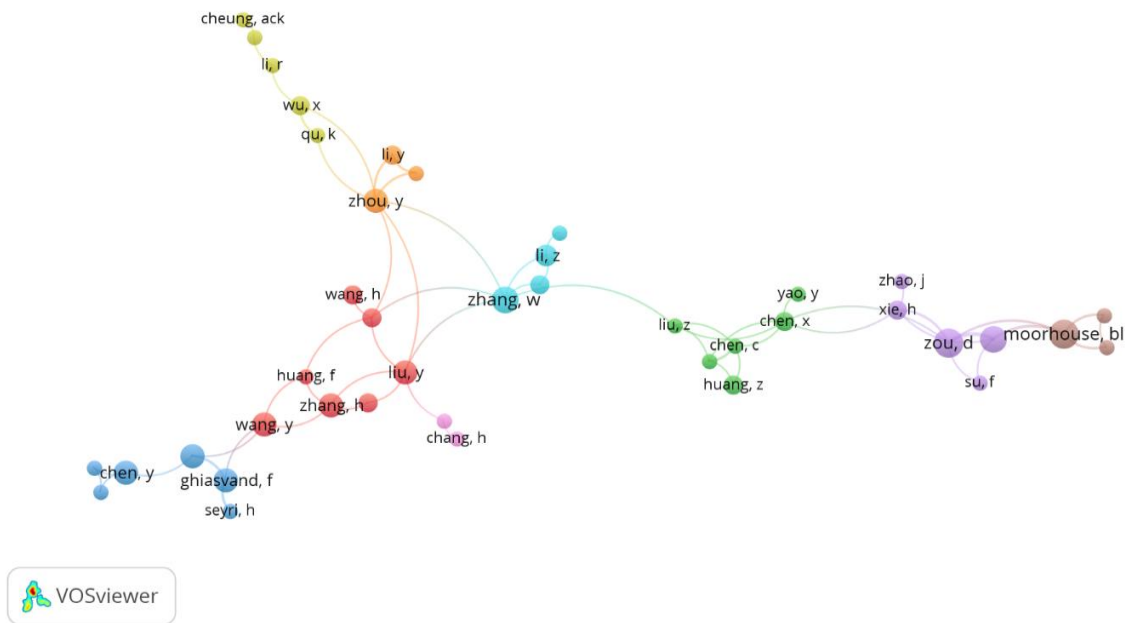 cheung, ack
li, r
wu, x
qu, k
li, y
zhou, y
li, z
zhang, w
wang, h
zhao, j
yao, y
xie, h
liu, z
chen, x
chen, c
zou, d
moorhouse, bl
huang, z
su, f
huang, f
liu, y
zhang, h
wang, y
chang, h
chen, y
ghiasvand, f
seyri, h
VOSviewer